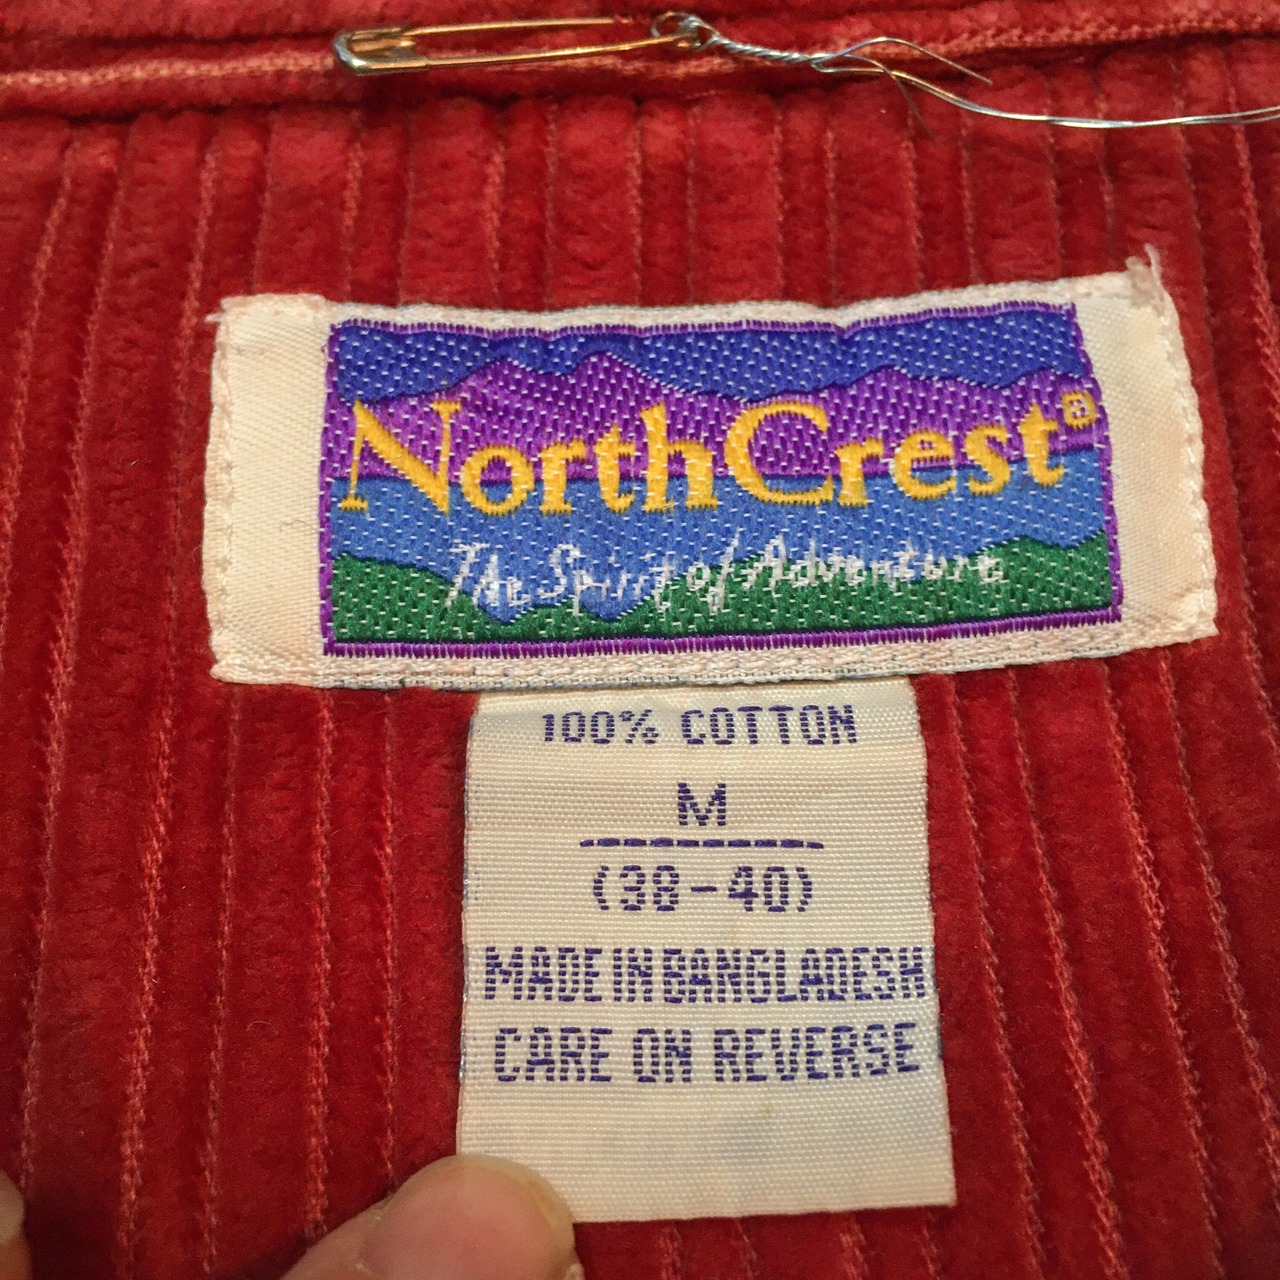 NorthCrest®
The Spirit of Adventure
100% COTTON
M
(38-40)
MADE IN BANGLADESH
CARE ON REVERSE